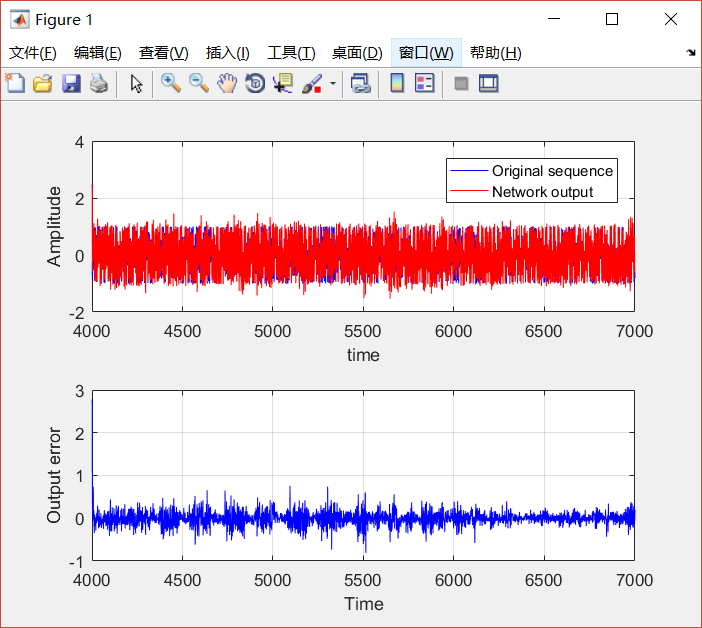 Figure 1
文件(F) 编辑(E) 查看(V) 插入(I) 工具(T) 桌面(D) 窗口(W) 帮助(H)
4
2
0
-2
Amplitude
Original sequence
Network output
4000 4500 5000 5500 6000 6500 7000
time
3
2
1
0
-1
Output error
4000 4500 5000 5500 6000 6500 7000
Time